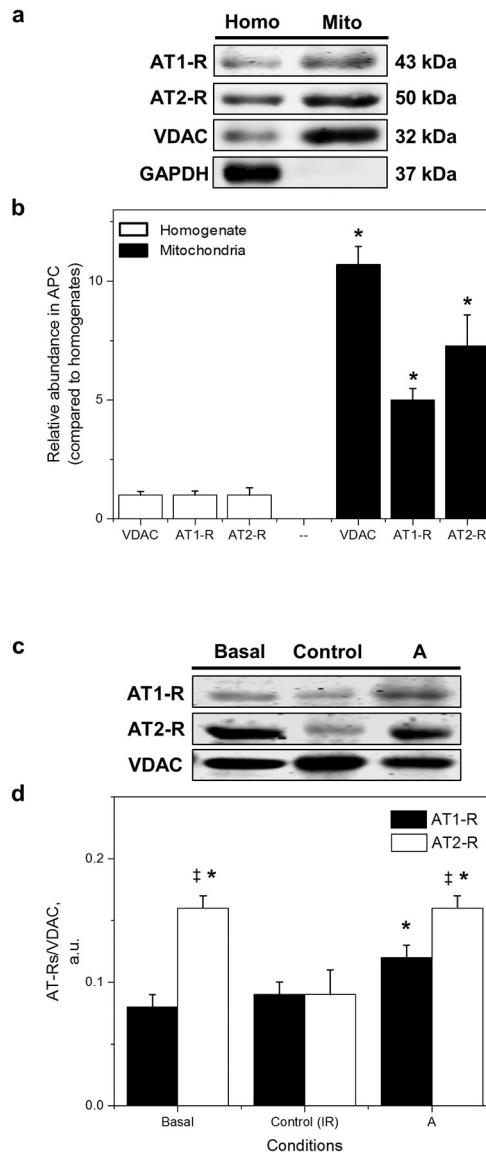 a
Homo Mito
AT1-R 43 kDa
AT2-R 50 kDa
VDAC 32 kDa
GAPDH 37 kDa
b
Homogenate
Mitochondria
Relative abundance in APC
(compared to homogenates)
10
5
0
* * *
VDAC AT1-R AT2-R -- VDAC AT1-R AT2-R
c
Basal Control A
AT1-R
AT2-R
VDAC
d
AT1-R
AT2-R
AT-Rs/VDAC,
a.u.
0.2
0.1
0.0
‡ * * ‡ *
Basal Control (IR) A
Conditions